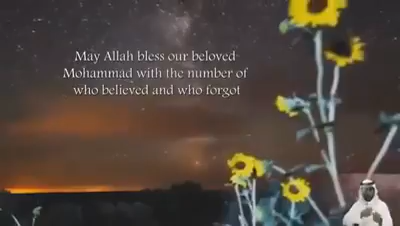 May Allah bless our beloved
Mohammad with the number of
who believed and who forgot